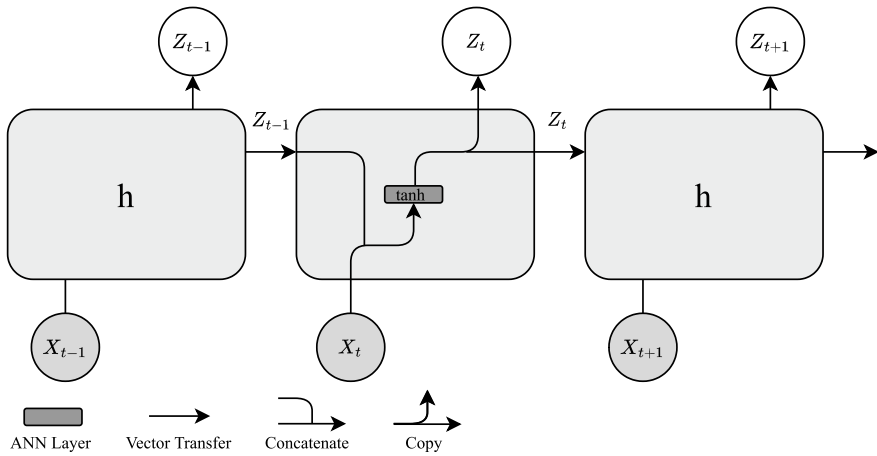 Z_{t−1} Z_t Z_{t+1}
Z_{t−1} Z_t
h tanh h
X_{t−1} X_t X_{t+1}
ANN Layer Vector Transfer Concatenate Copy